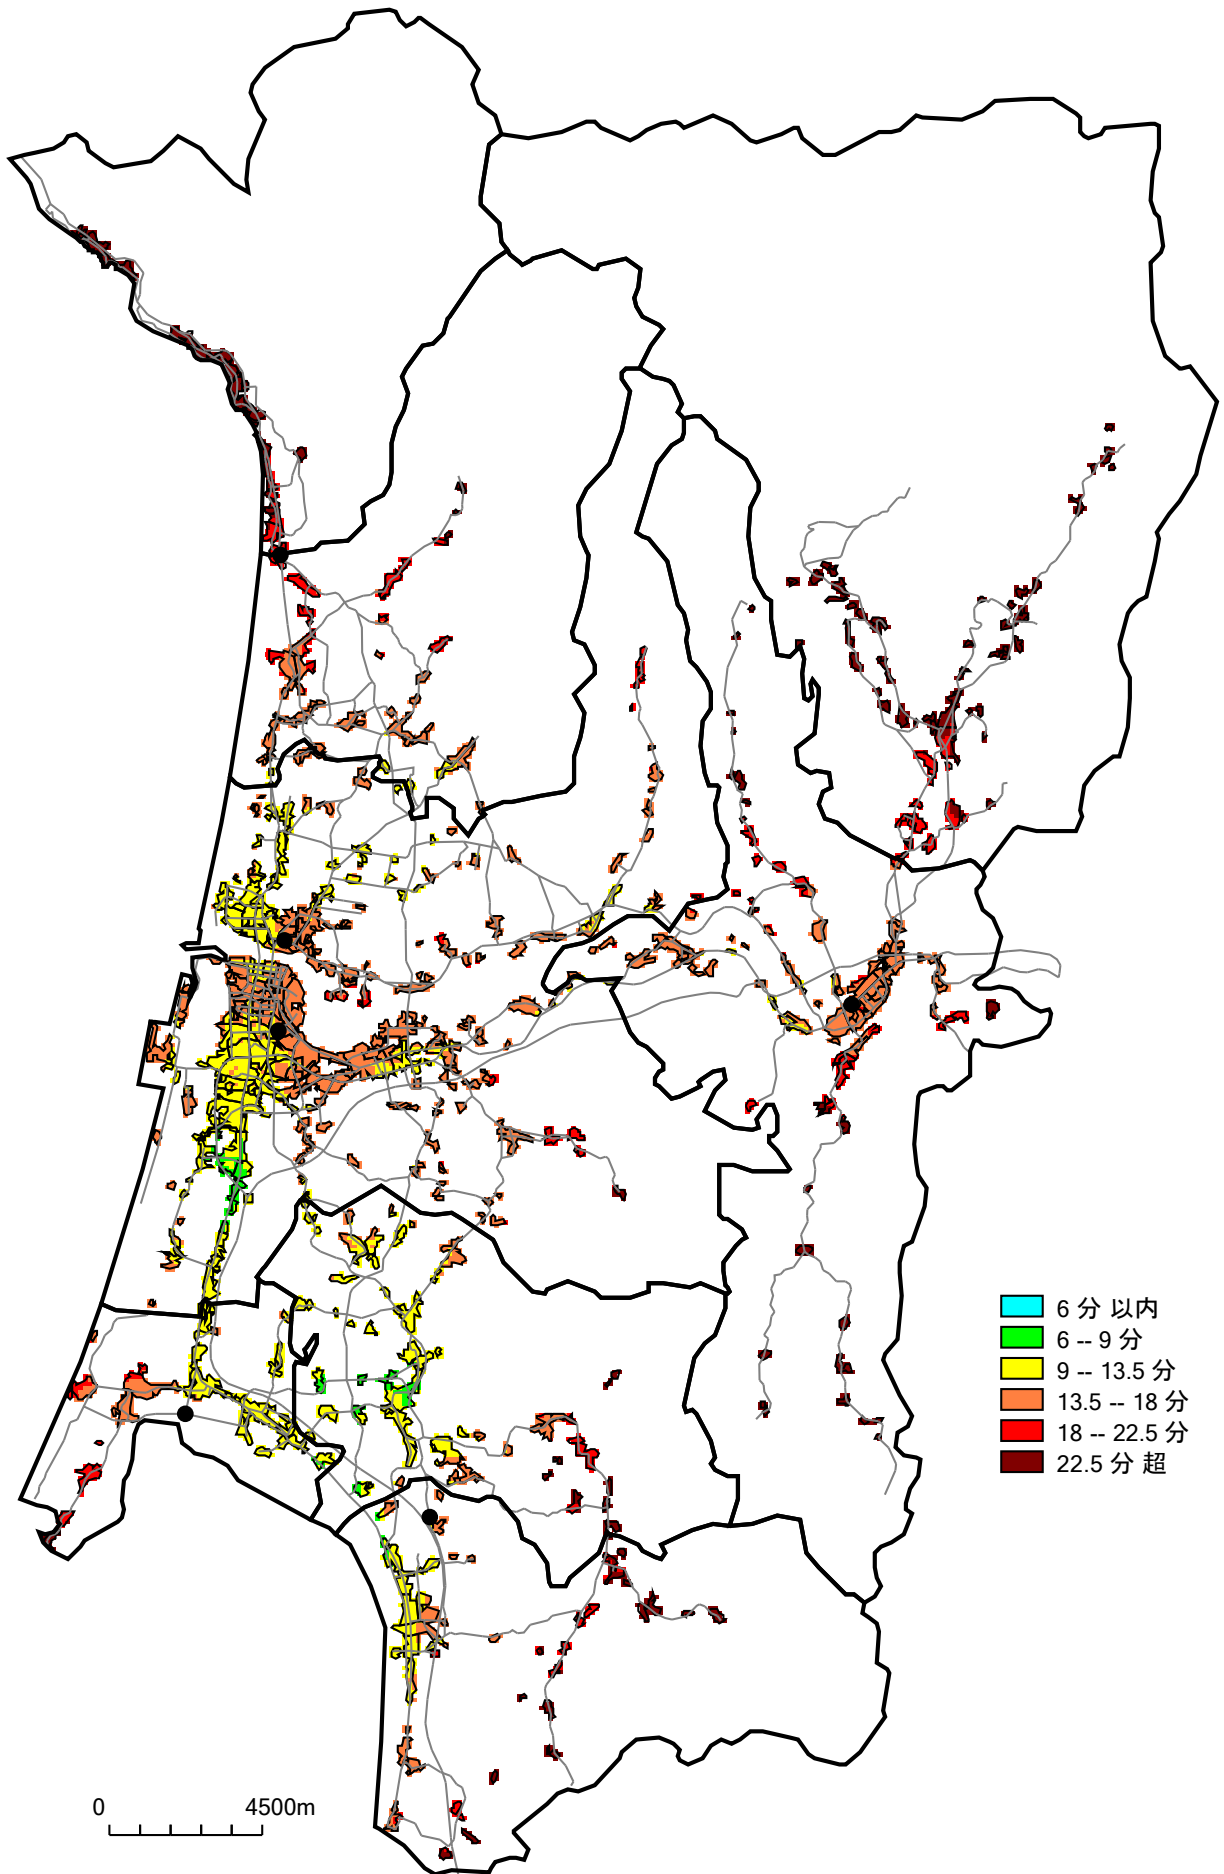 6 分 以内
6 -- 9 分
9 -- 13.5 分
13.5 -- 18 分
18 -- 22.5 分
22.5 分 超
0 4500m